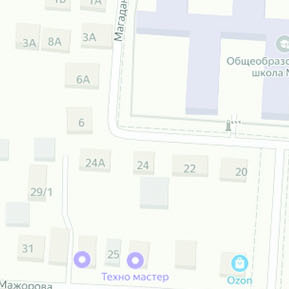 1А
3А
8А
3А
Магадан
6А
6
Общеобразо
школа №
24А
24
22
20
29/1
31
25
Техно мастер
Ozon
Мажорова